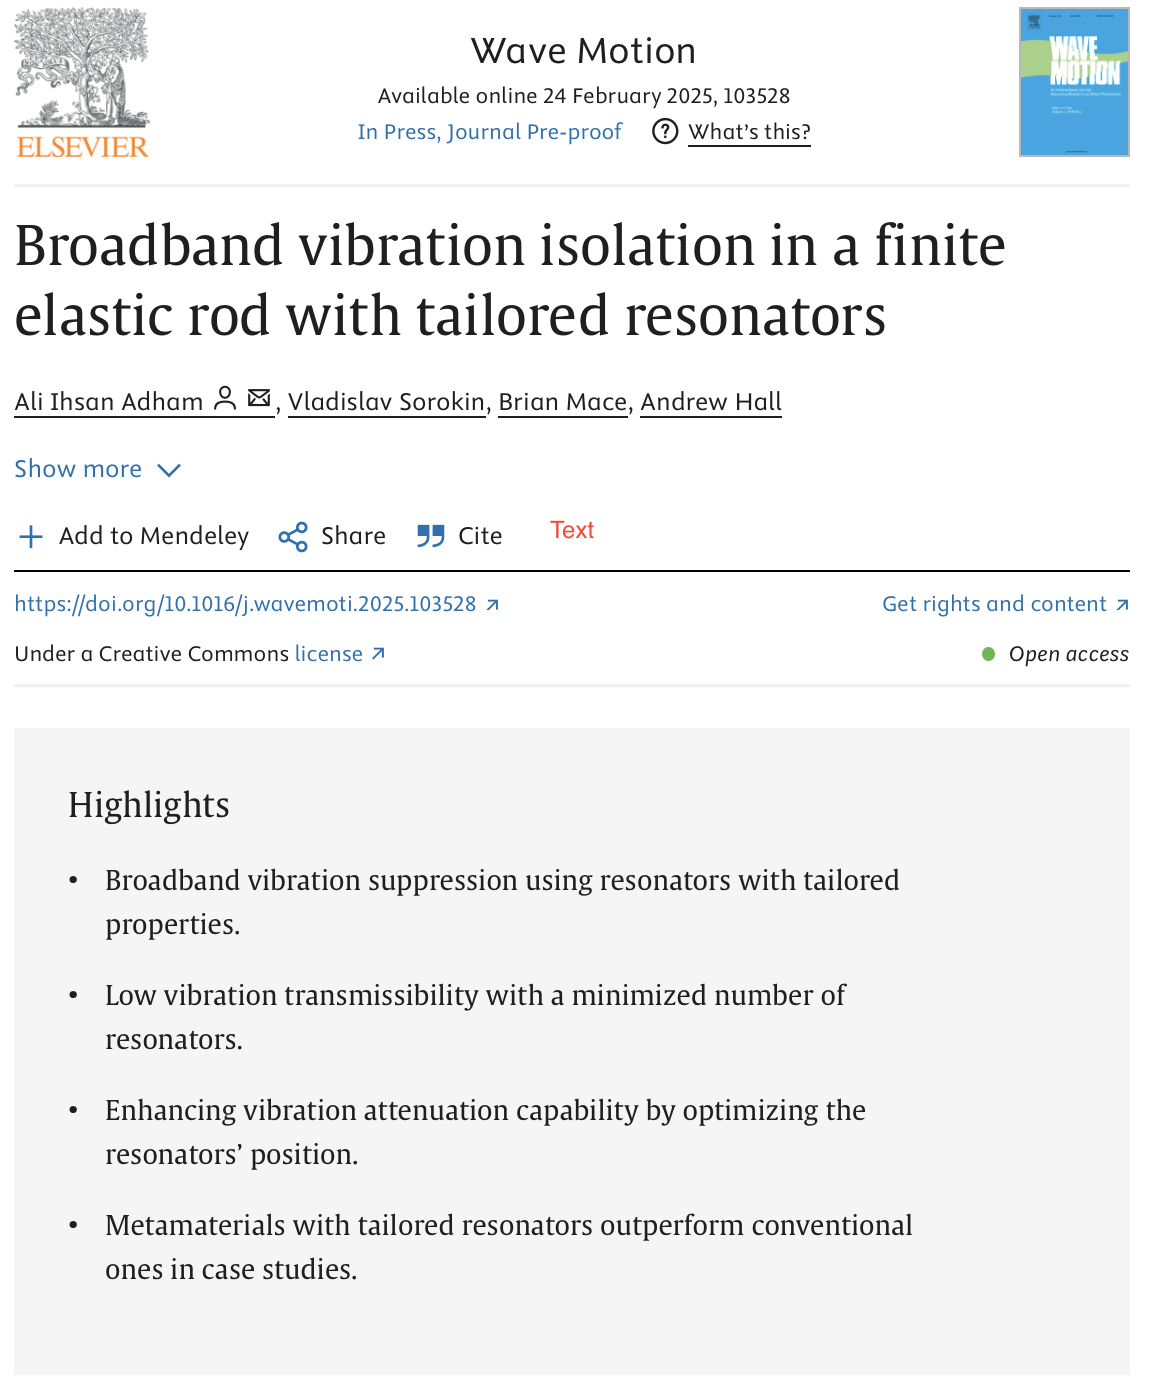 ELSEVIER
Wave Motion
Available online 24 February 2025, 103528
In Press, Journal Pre-proof ? What's this?
WAVE
MOTION
Broadband vibration isolation in a finite
elastic rod with tailored resonators
Ali Ihsan Adham, Vladislav Sorokin, Brian Mace, Andrew Hall
Show more
Add to Mendeley Share Cite Text
https://doi.org/10.1016/j.wavemoti.2025.103528 Get rights and content
Under a Creative Commons license Open access
Highlights
• Broadband vibration suppression using resonators with tailored
properties.
• Low vibration transmissibility with a minimized number of
resonators.
• Enhancing vibration attenuation capability by optimizing the
resonators’ position.
• Metamaterials with tailored resonators outperform conventional
ones in case studies.